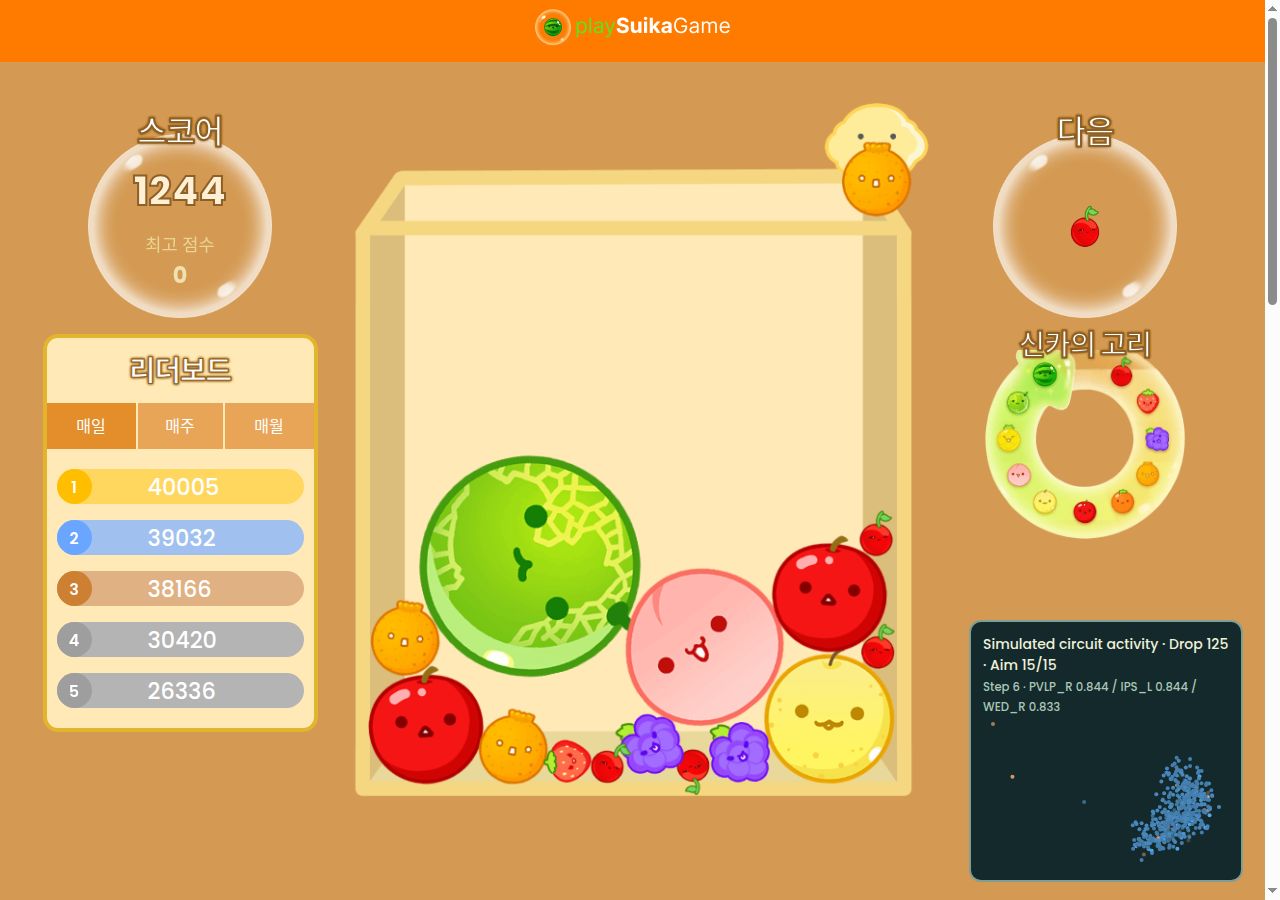 playSuikaGame
스코어
1244
최고 점수
0
다음
신카의 고리
리더보드
매일 매주 매월
1 40005
2 39032
3 38166
4 30420
5 26336
Simulated circuit activity · Drop 125
· Aim 15/15
Step 6 · PVLP_R 0.844 / IPS_L 0.844 /
WED_R 0.833